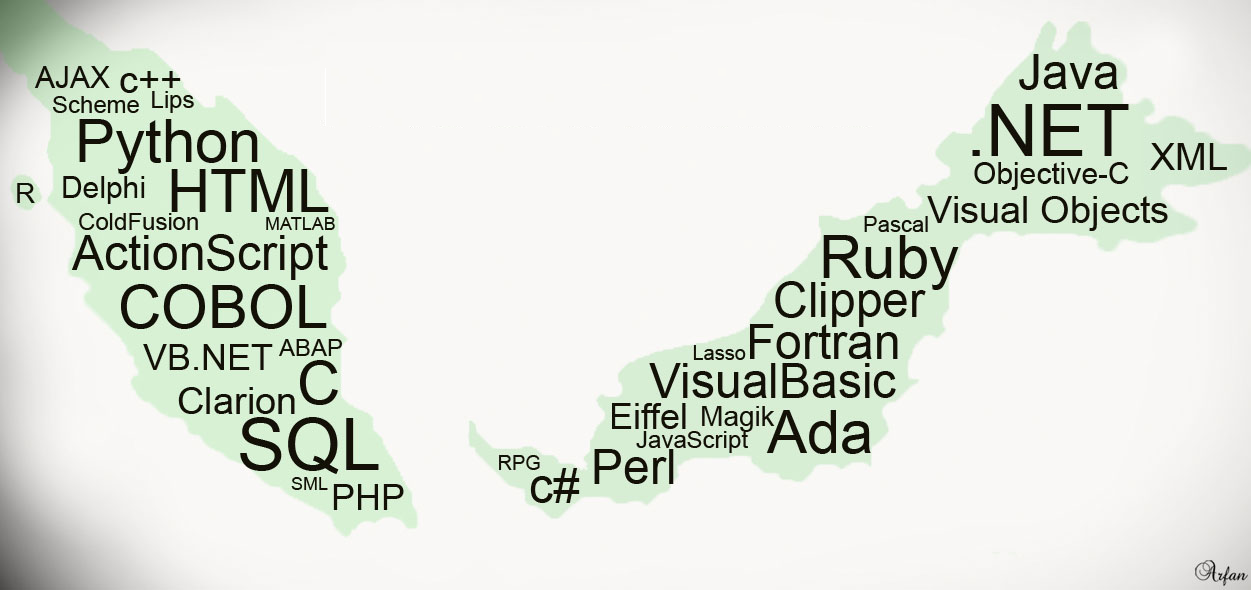 AJAX c++
Scheme Lips
Python
R Delphi HTML
ColdFusion MATLAB
ActionScript
COBOL
VB.NET ABAP
C
Clarion
SQL
SML PHP
Java
.NET
XML
Objective-C
Visual Objects
Pascal
Ruby
Clipper
Fortran
Lasso
VisualBasic
Eiffel Magik Ada
JavaScript
Perl
RPG
c#
Arfan